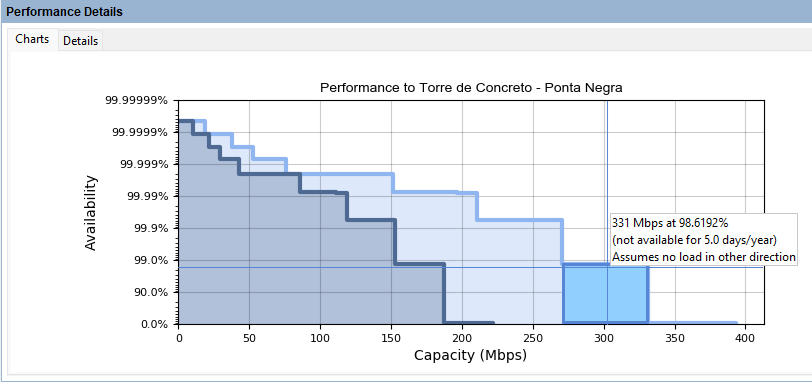 Performance Details
Charts
Details
Performance to Torre de Concreto - Ponta Negra
99.99999%
99.9999%
99.999%
99.99%
99.9%
99.0%
90.0%
0.0%
Availability
331 Mbps at 98.6192%
(not available for 5.0 days/year)
Assumes no load in other direction
0
50
100
150
200
250
300
350
400
Capacity (Mbps)